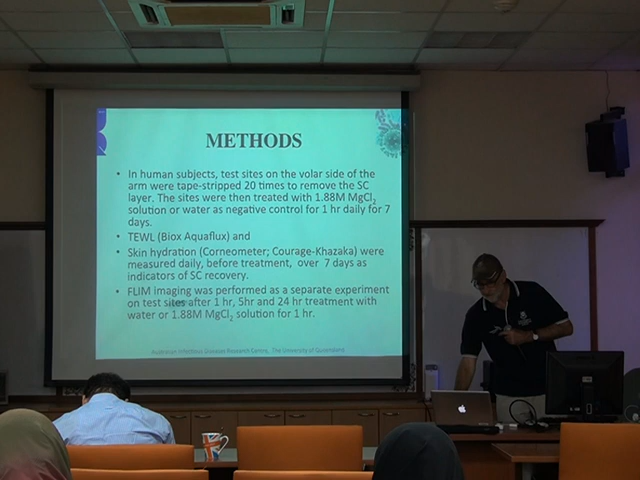 METHODS
• In human subjects, test sites on the volar side of the
arm were tape-stripped 20 times to remove the SC
layer. The sites were then treated with 1.88M MgCl2
solution or water as negative control for 1 hr daily for 7
days.
• TEWL (Biox Aquaflux) and
• Skin hydration (Corneometer; Courage-Khazaka) were
measured daily, before treatment, over 7 days as
indicators of SC recovery.
• FLIM imaging was performed as a separate experiment
on test sites after 1 hr, 5hr and 24 hr treatment with
water or 1.88M MgCl2 solution for 1 hr.
Australian Infectious Diseases Research Centre, The University of Queensland